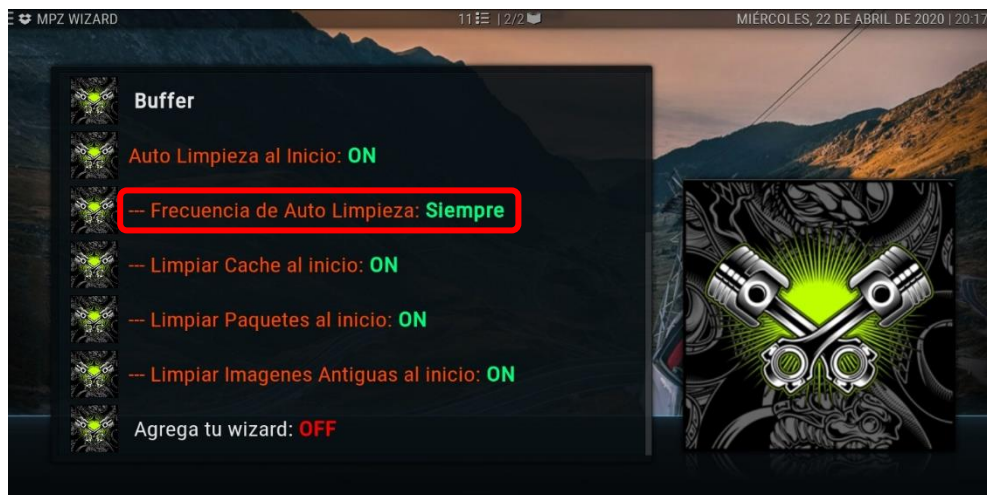 MPZ WIZARD
11 | 2/2
MIÉRCOLES, 22 DE ABRIL DE 2020 | 20:17
Buffer
Auto Limpieza al Inicio: ON
--- Frecuencia de Auto Limpieza: Siempre
--- Limpiar Cache al inicio: ON
--- Limpiar Paquetes al inicio: ON
--- Limpiar Imagenes Antiguas al inicio: ON
Agrega tu wizard: OFF